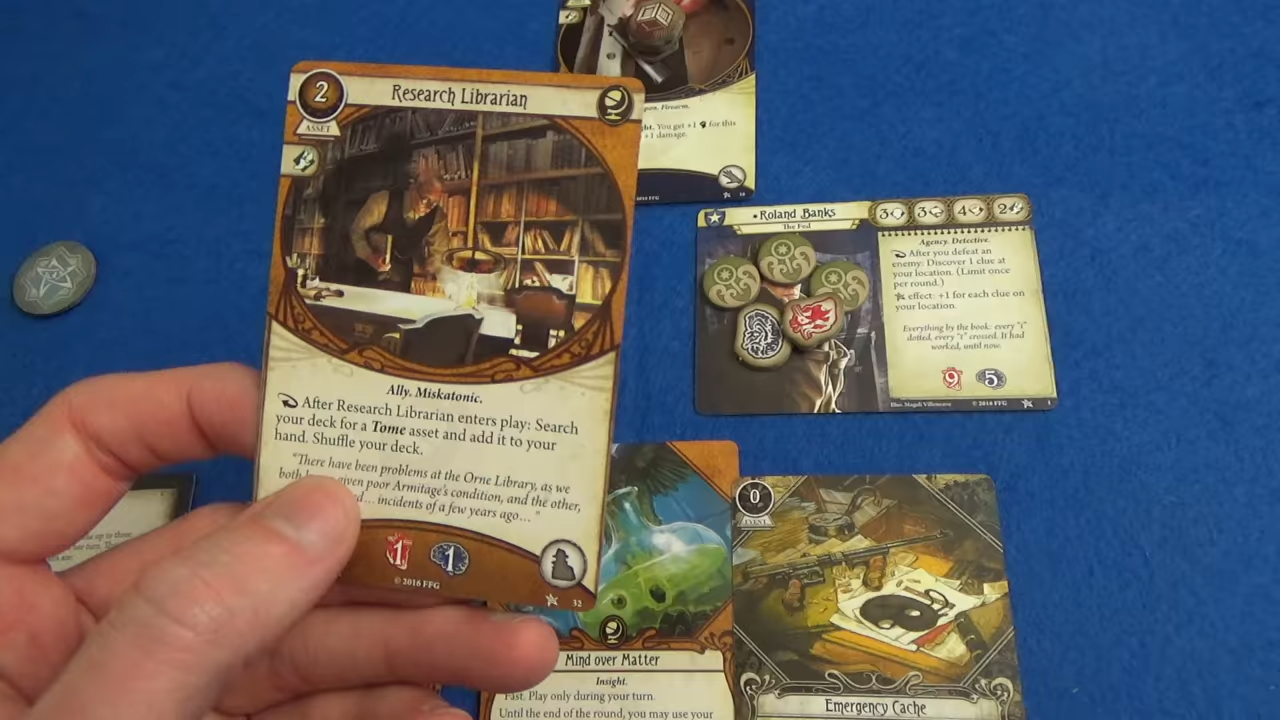 2
ASSET
Research Librarian
Ally. Miskatonic.
After Research Librarian enters play: Search
your deck for a Tome asset and add it to your
hand. Shuffle your deck.
"There have been problems at the Orne Library, as we
both given poor Armitage's condition, and the other,
incidents of a few years ago..."
1 1
© 2016 FFG
32
Firearm.
You get +1 for this
+1 damage.
2016 FFG
Roland Banks
The Fed
3 3 4 2
Agency. Detective.
After you defeat an
enemy: Discover 1 clue at
your location. (Limit once
per round.)
effect: +1 for each clue on
your location.
Everything by the book: every "i"
dotted, every "t" crossed. It had
worked, until now.
9 5
Illus. Magali Villeneuve
© 2016 FFG
1
Mind over Matter
Insight.
Fast. Play only during your turn.
Until the end of the round, you may use your
0
EVENT
Emergency Cache